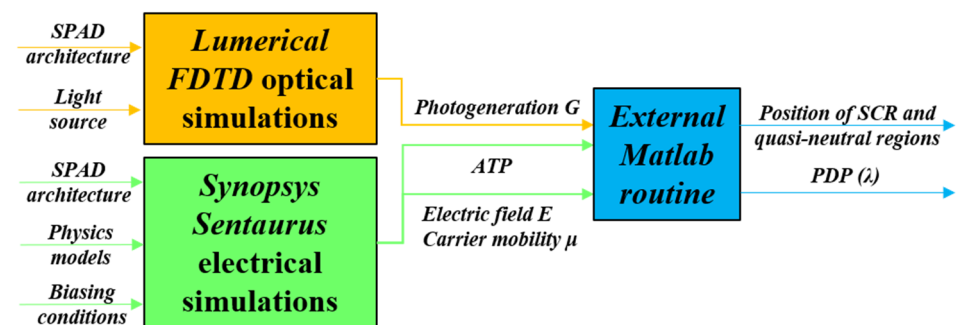 SPAD
architecture
Light
source
Lumerical
FDTD optical
simulations
Photogeneration G
SPAD
architecture
Physics
models
Biasing
conditions
Synopsys
Sentaurus
electrical
simulations
ATP
Electric field E
Carrier mobility μ
External
Matlab
routine
Position of SCR and
quasi-neutral regions
PDP (λ)